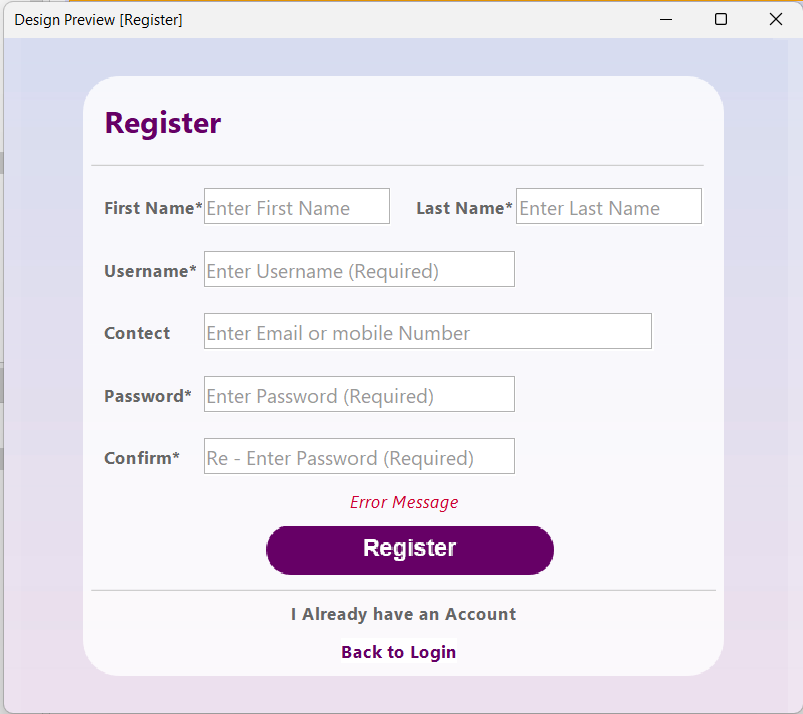 Design Preview [Register]
Register
First Name* Enter First Name Last Name* Enter Last Name
Username* Enter Username (Required)
Contect Enter Email or mobile Number
Password* Enter Password (Required)
Confirm* Re - Enter Password (Required)
Error Message
Register
I Already have an Account
Back to Login